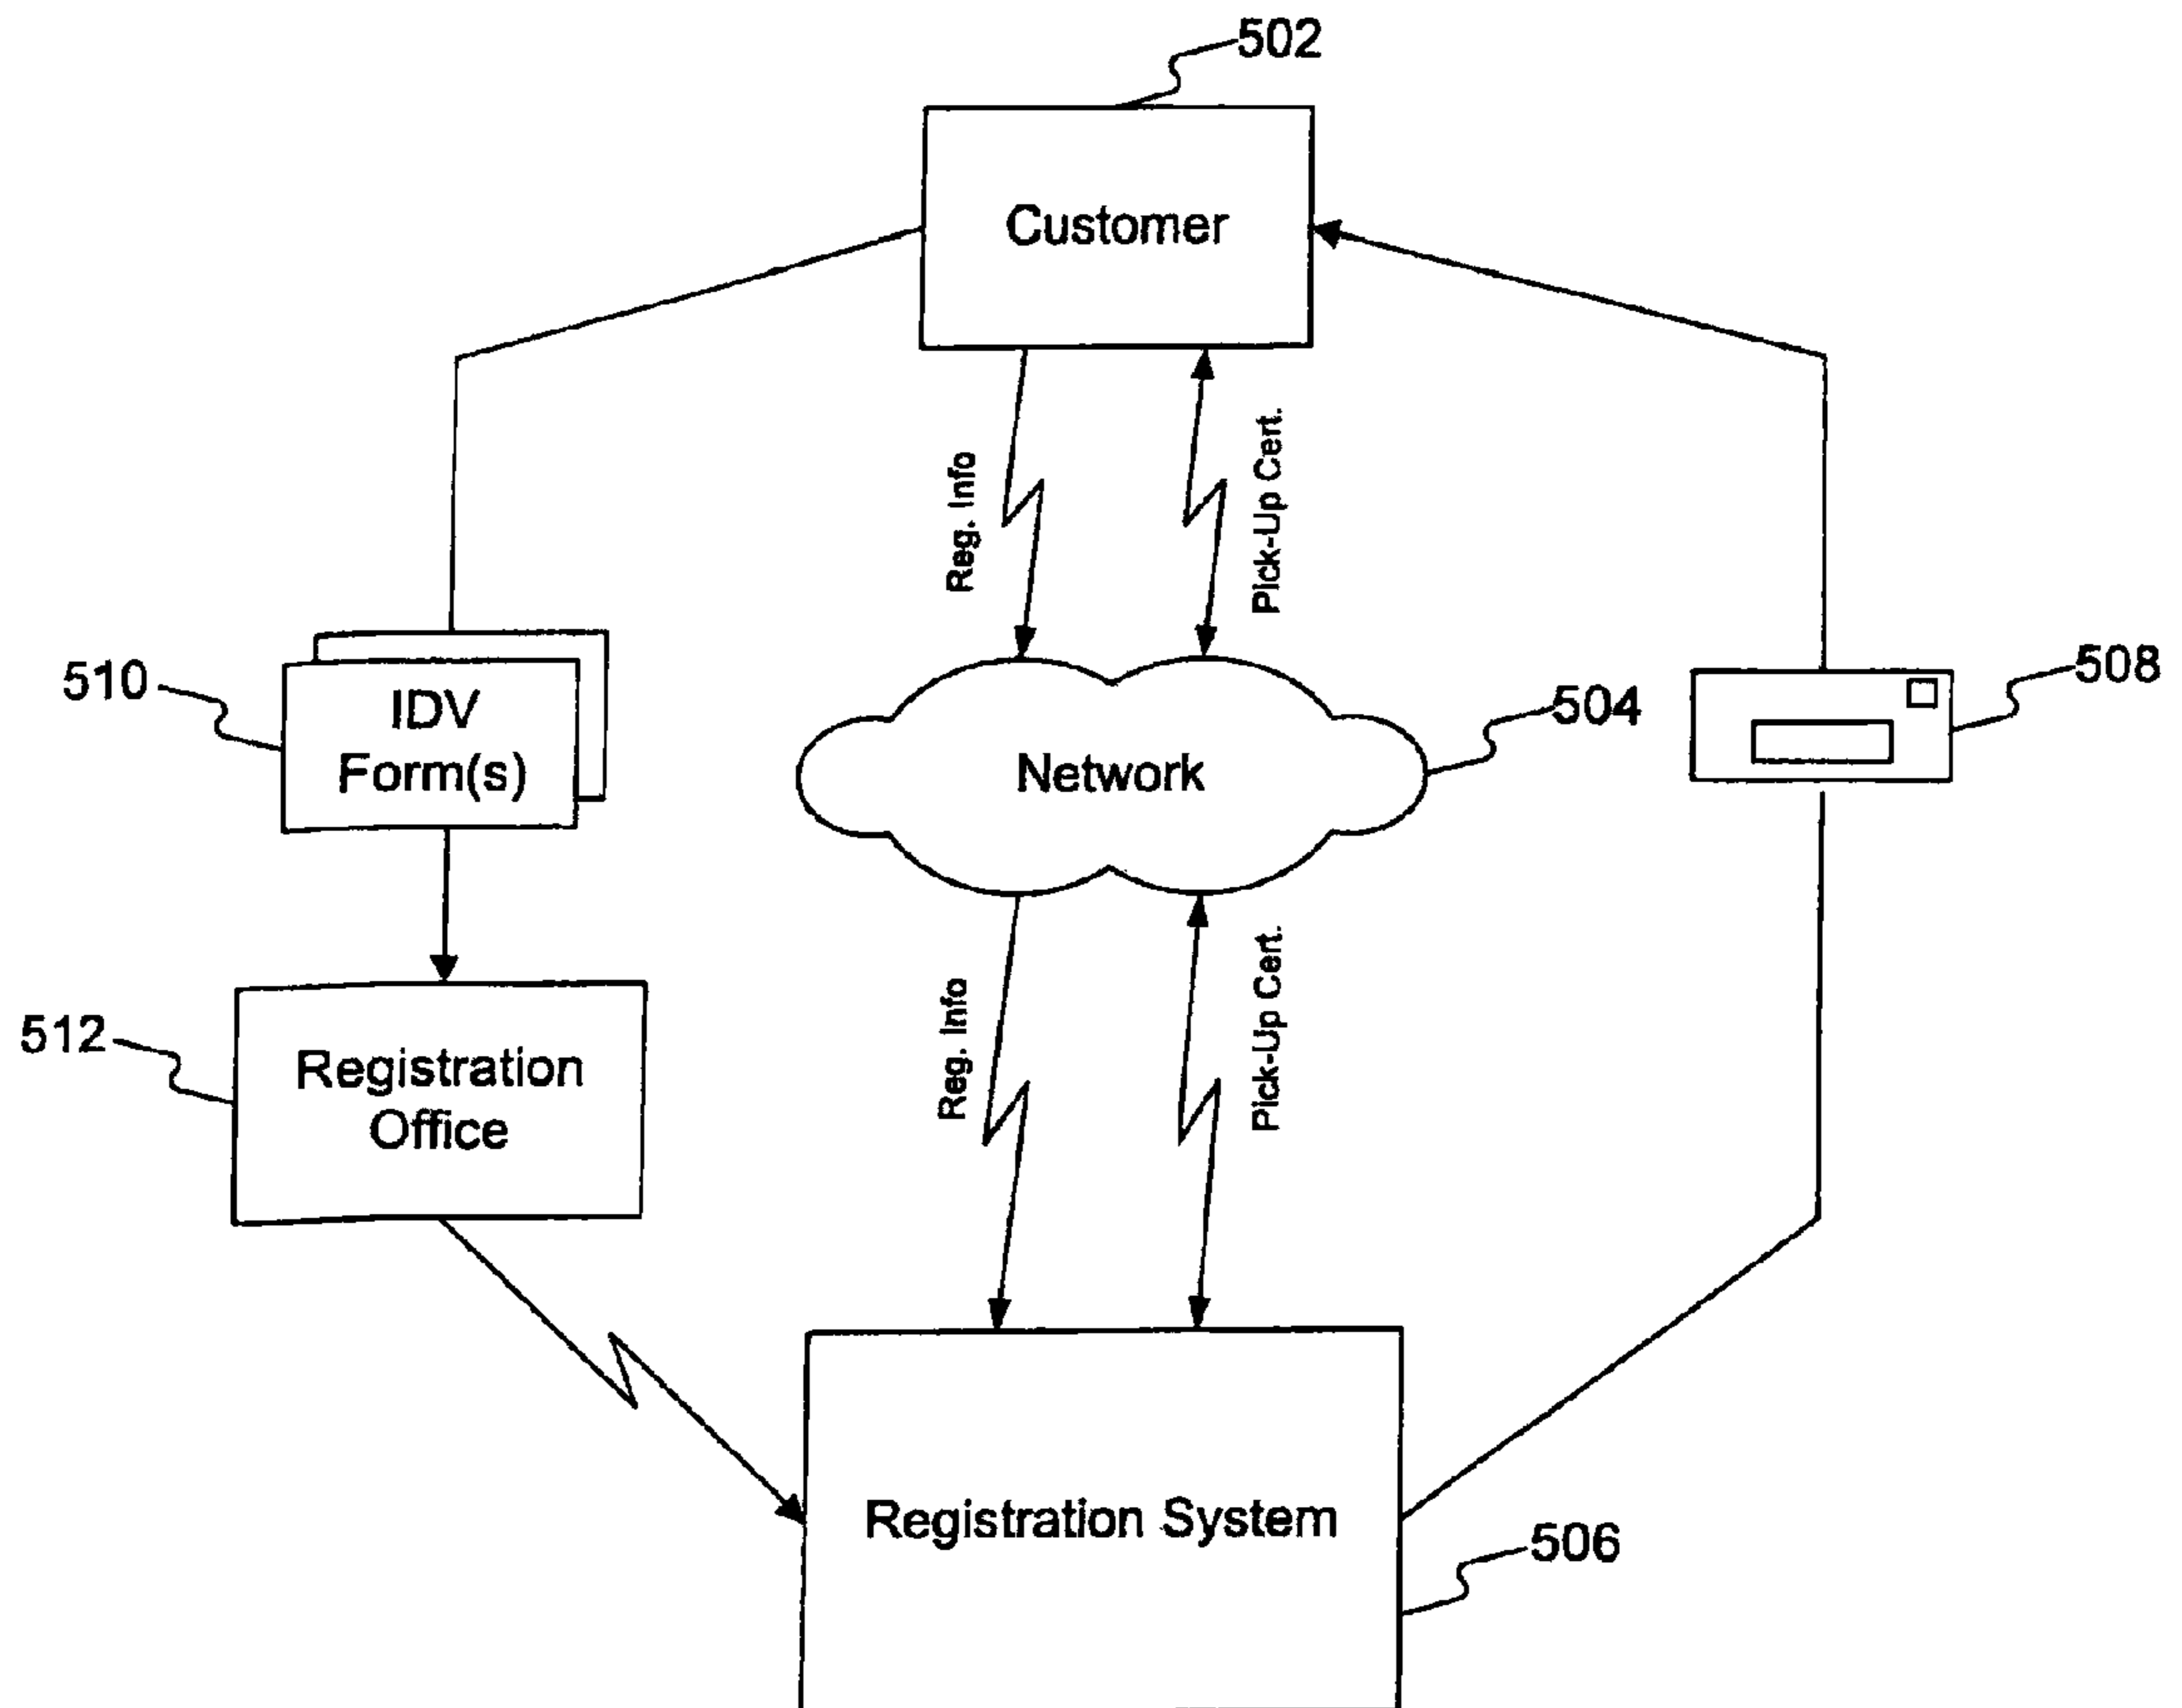 502
Customer
Reg. Info
Pick-Up Cert.
510
IDV
Form(s)
Network
504
508
512
Registration
Office
Reg. Info
Pick-Up Cert.
Registration System
506